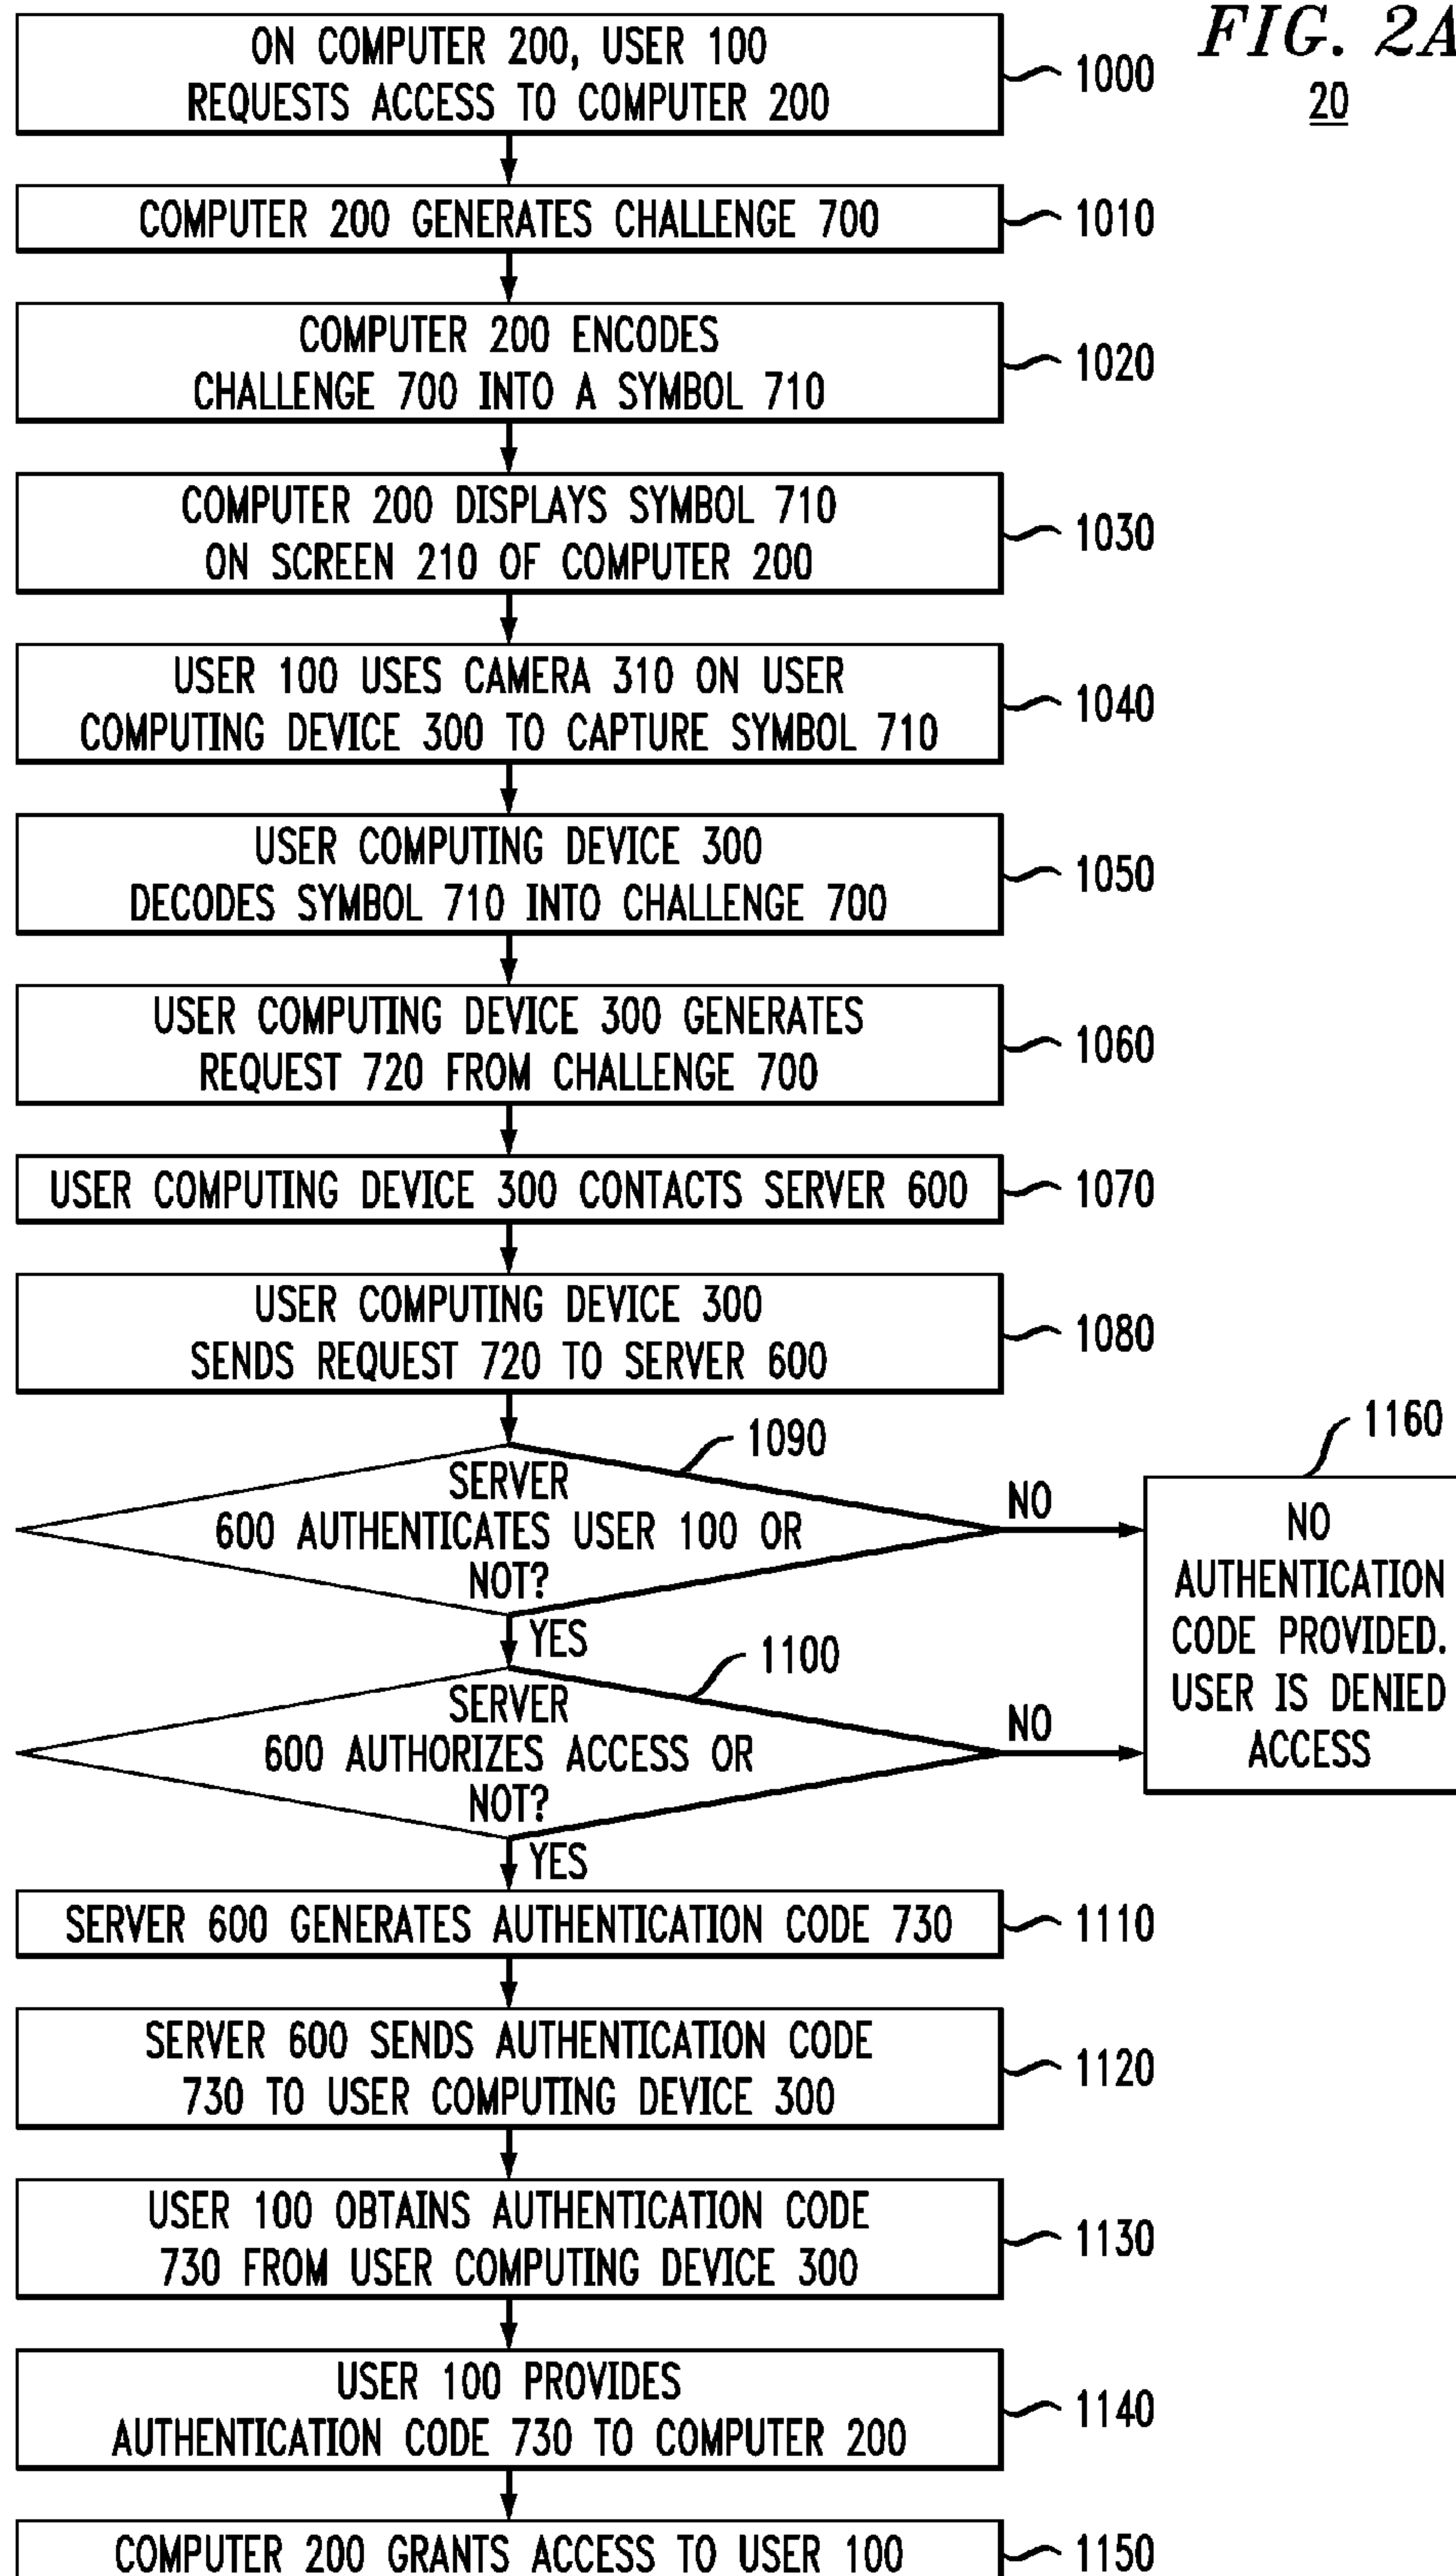 FIG. 2A
20
ON COMPUTER 200, USER 100
REQUESTS ACCESS TO COMPUTER 200
1000
COMPUTER 200 GENERATES CHALLENGE 700
1010
COMPUTER 200 ENCODES
CHALLENGE 700 INTO A SYMBOL 710
1020
COMPUTER 200 DISPLAYS SYMBOL 710
ON SCREEN 210 OF COMPUTER 200
1030
USER 100 USES CAMERA 310 ON USER
COMPUTING DEVICE 300 TO CAPTURE SYMBOL 710
1040
USER COMPUTING DEVICE 300
DECODES SYMBOL 710 INTO CHALLENGE 700
1050
USER COMPUTING DEVICE 300 GENERATES
REQUEST 720 FROM CHALLENGE 700
1060
USER COMPUTING DEVICE 300 CONTACTS SERVER 600
1070
USER COMPUTING DEVICE 300
SENDS REQUEST 720 TO SERVER 600
1080
1090
SERVER
600 AUTHENTICATES USER 100 OR
NOT?
NO
YES
1160
NO
AUTHENTICATION
CODE PROVIDED.
USER IS DENIED
ACCESS
1100
SERVER
600 AUTHORIZES ACCESS OR
NOT?
NO
YES
SERVER 600 GENERATES AUTHENTICATION CODE 730
1110
SERVER 600 SENDS AUTHENTICATION CODE
730 TO USER COMPUTING DEVICE 300
1120
USER 100 OBTAINS AUTHENTICATION CODE
730 FROM USER COMPUTING DEVICE 300
1130
USER 100 PROVIDES
AUTHENTICATION CODE 730 TO COMPUTER 200
1140
COMPUTER 200 GRANTS ACCESS TO USER 100
1150